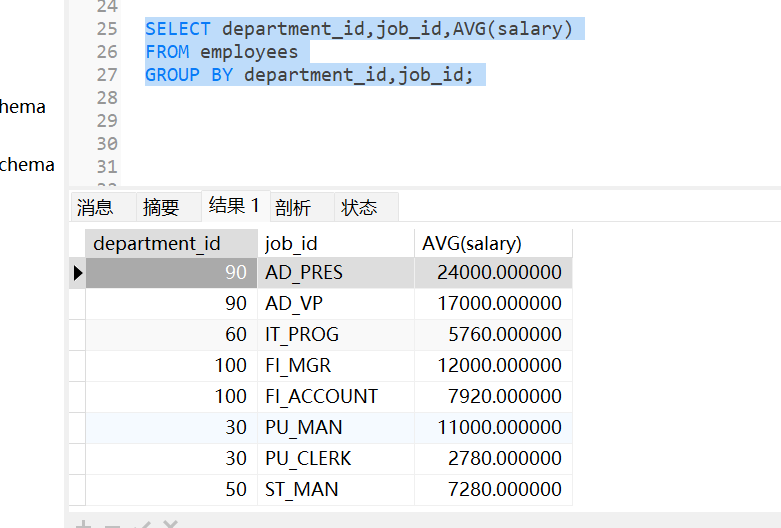 24
25 SELECT department_id,job_id,AVG(salary)
26 FROM employees
27 GROUP BY department_id,job_id;
28
hema
29
30
chema
31
消息 摘要 结果 1 剖析 状态
department_id job_id AVG(salary)
90 AD_PRES 24000.000000
90 AD_VP 17000.000000
60 IT_PROG 5760.000000
100 FI_MGR 12000.000000
100 FI_ACCOUNT 7920.000000
30 PU_MAN 11000.000000
30 PU_CLERK 2780.000000
50 ST_MAN 7280.000000